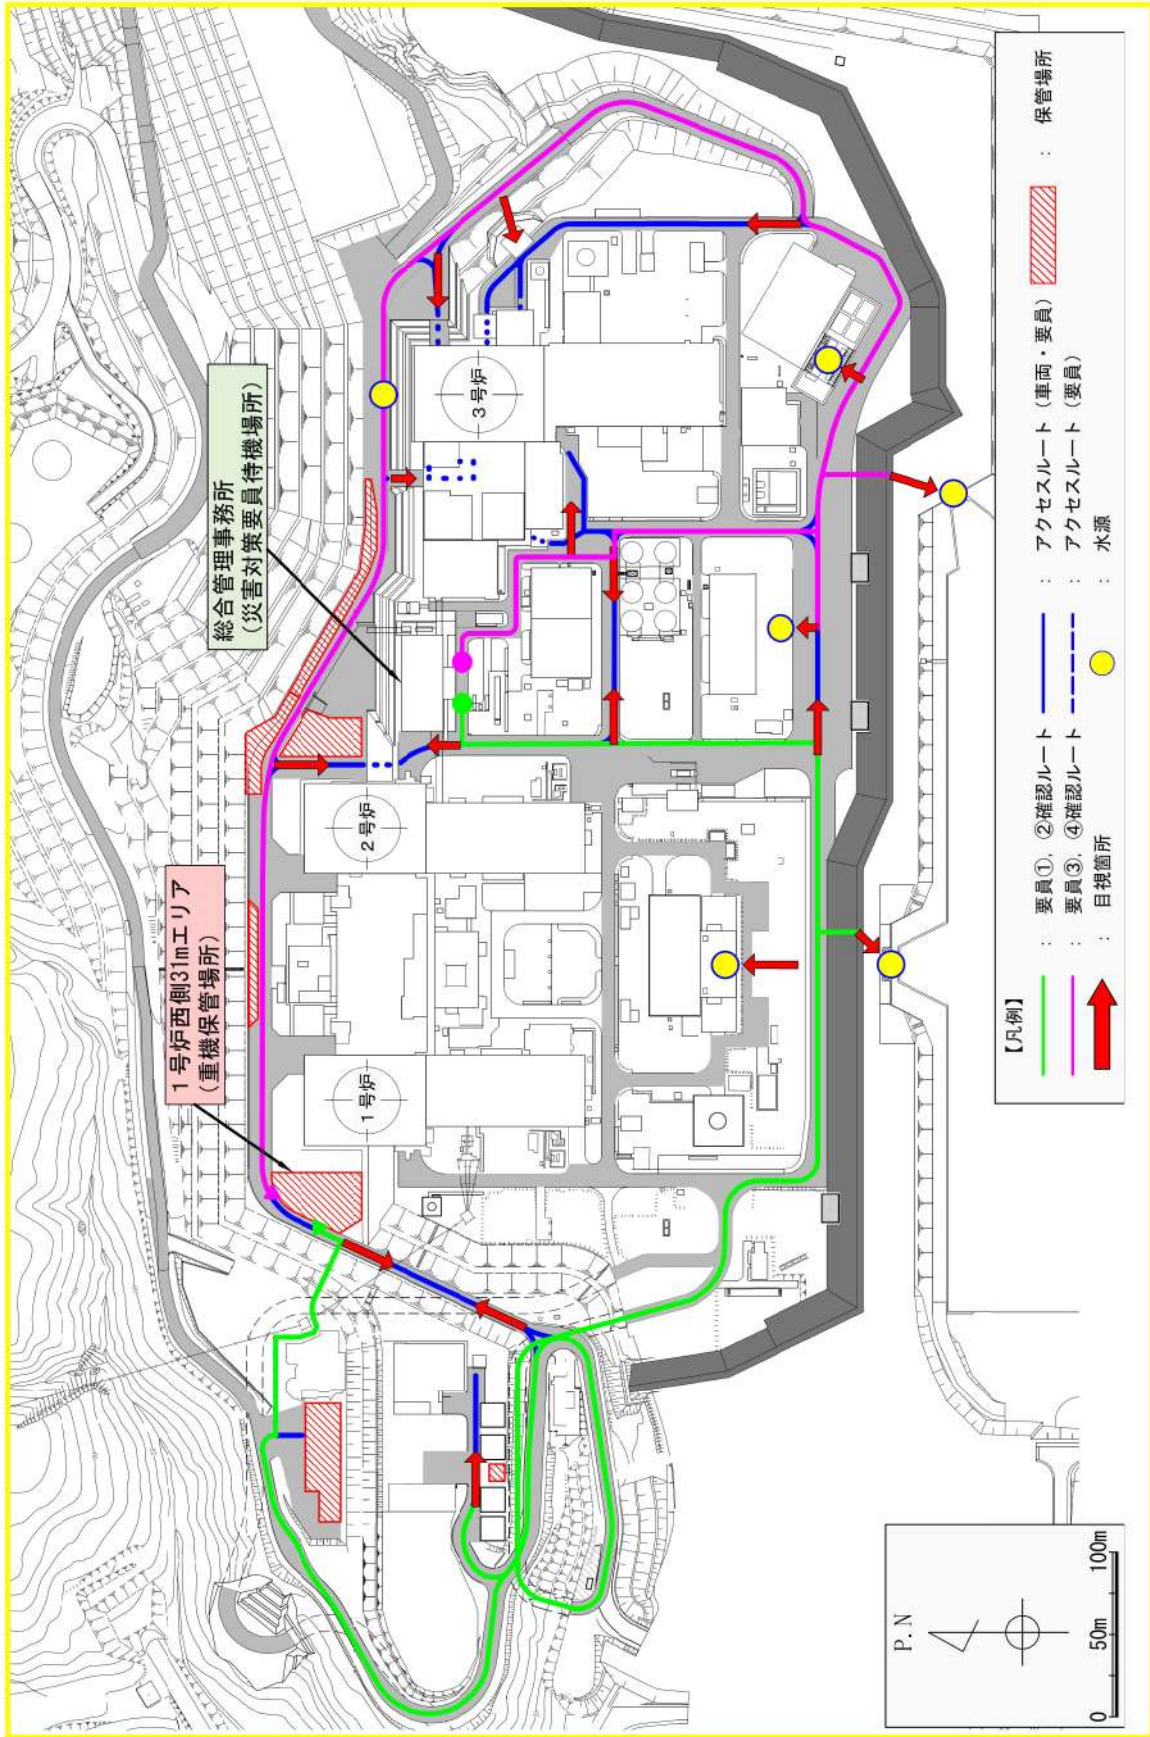 総合管理事務所
(災害対策要員待機場所)
1号炉西側31mエリア
(重機保管場所)
1号炉
2号炉
3号炉
【凡例】
: 要員①, ②確認ルート
: 要員③, ④確認ルート
: 目視箇所
: アクセスルート (車両・要員)
: アクセスルート (要員)
: 水源
: 保管場所
P.N
0 50m 100m